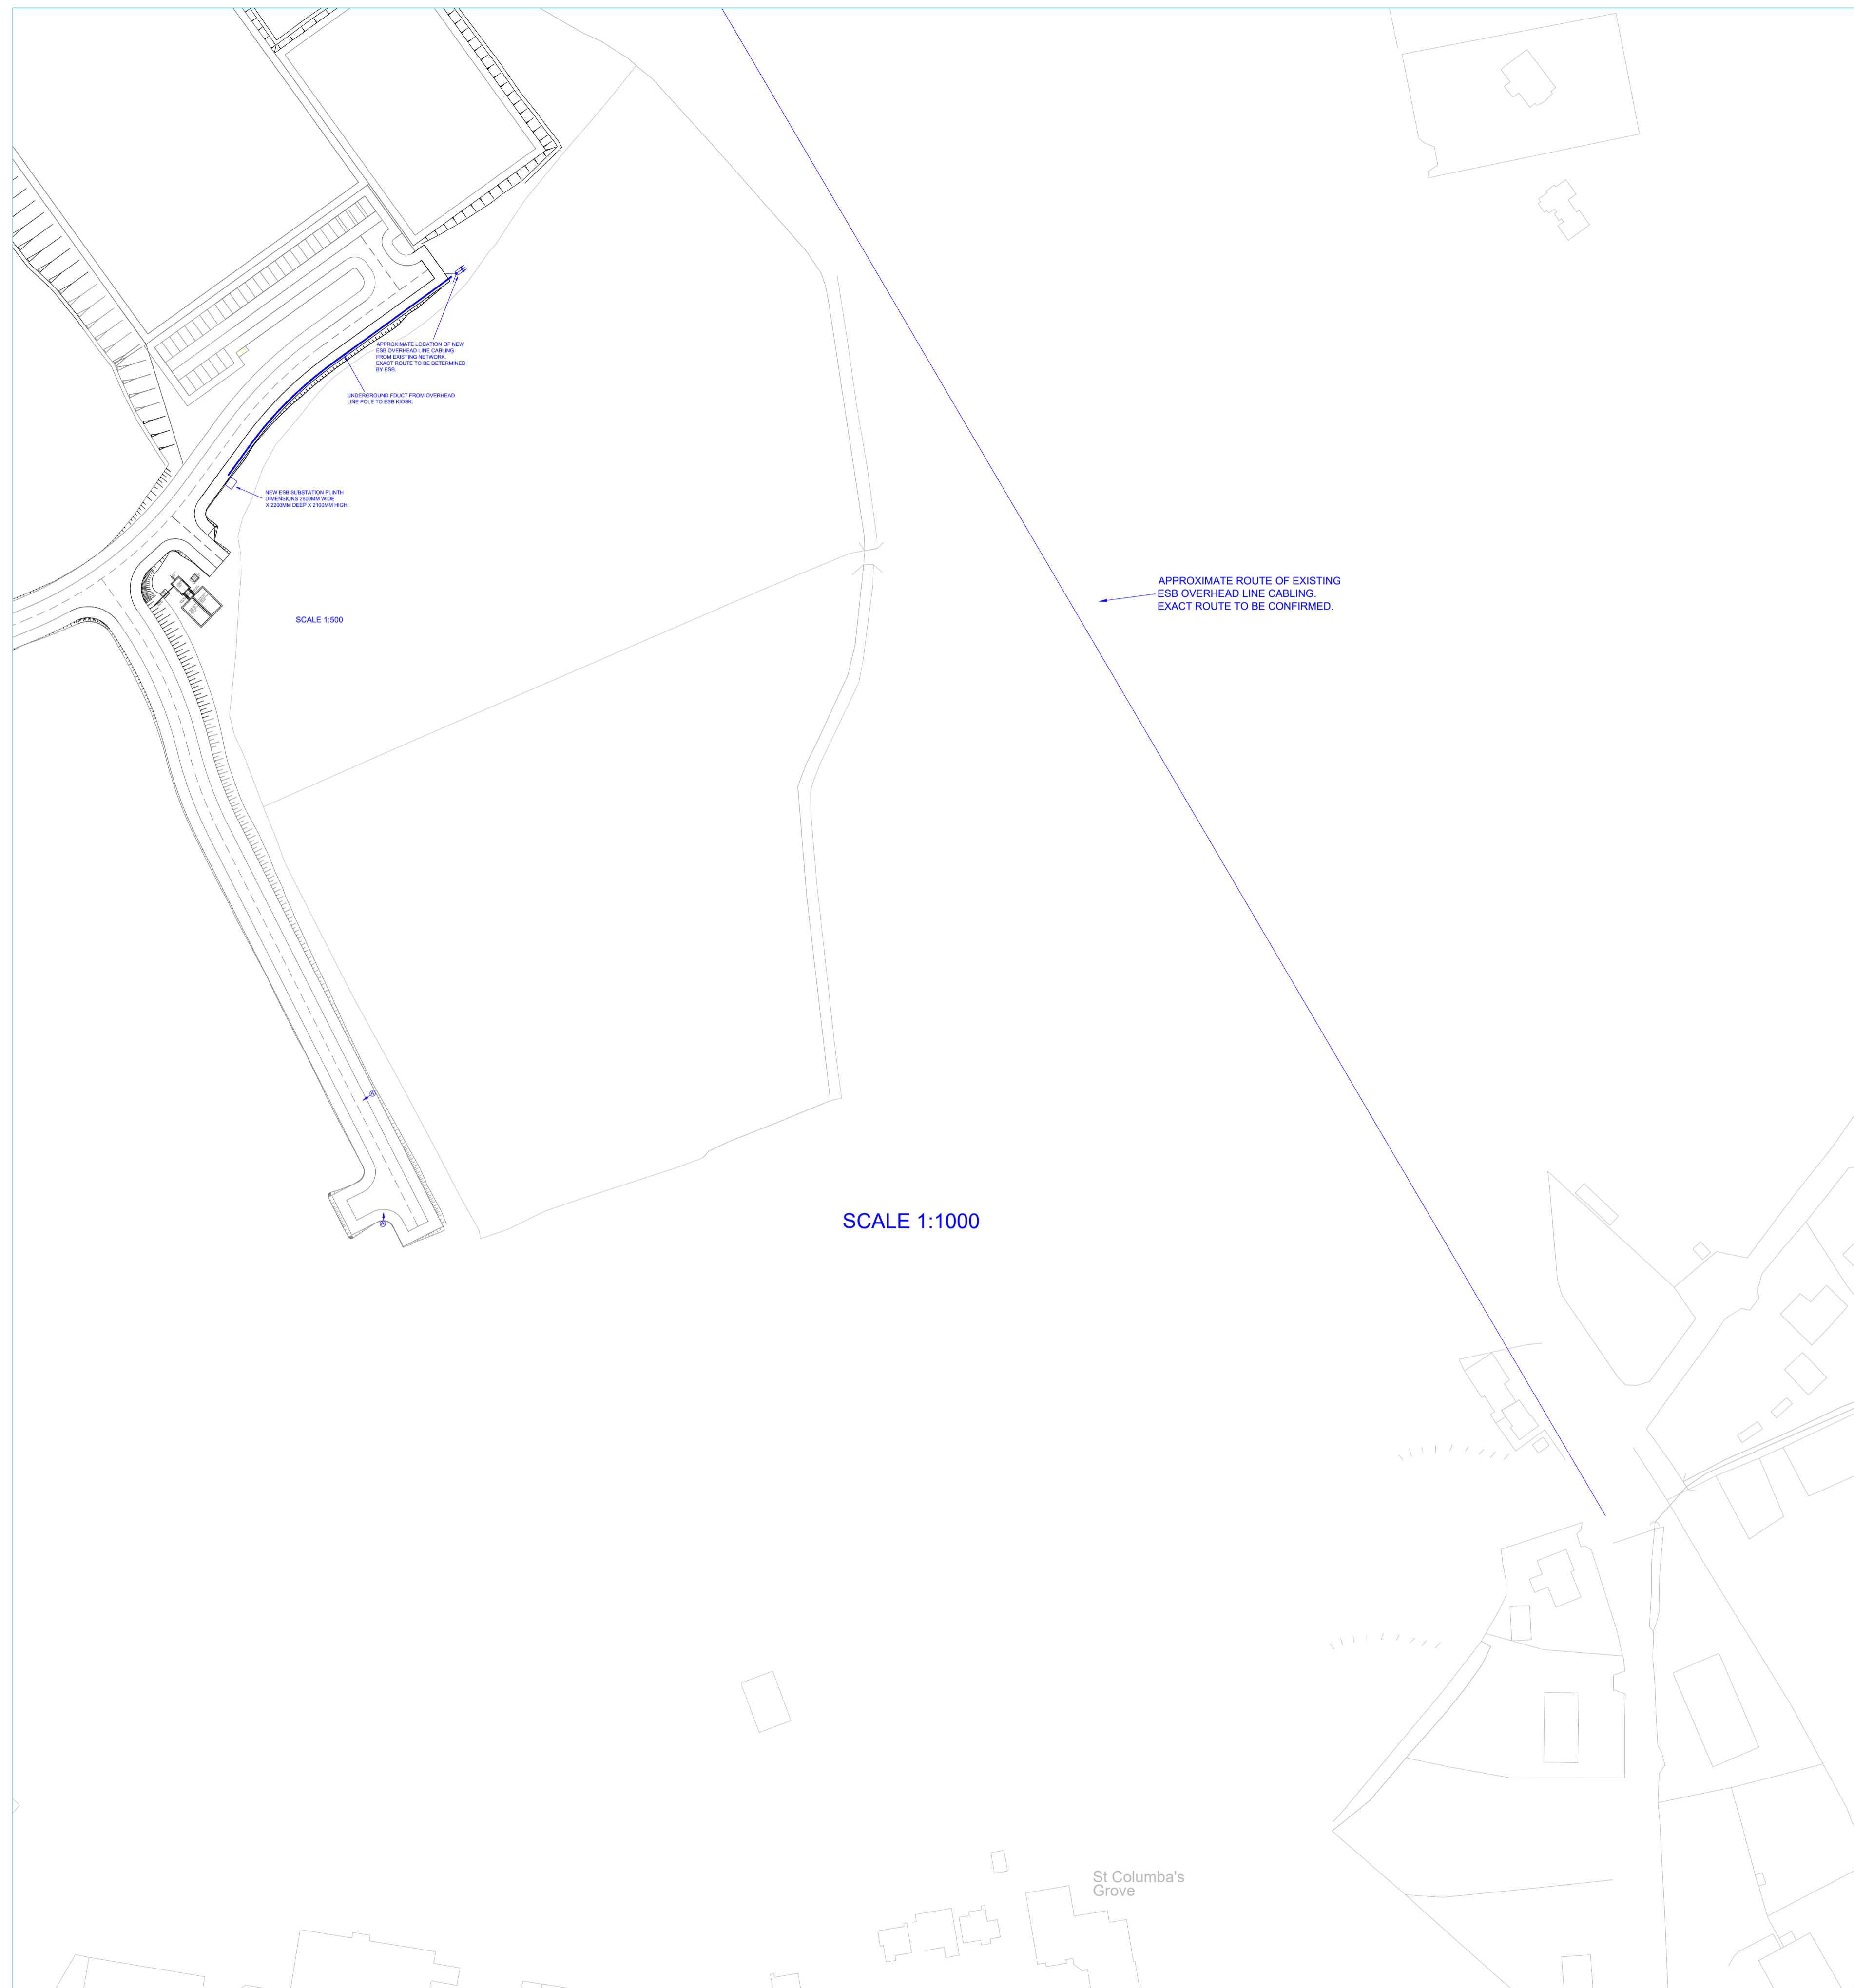 APPROXIMATE LOCATION OF NEW
ESB OVERHEAD LINE CABLING
FROM EXISTING NETWORK.
EXACT ROUTE TO BE DETERMINED
BY ESB.
UNDERGROUND FDUCT FROM OVERHEAD
LINE POLE TO ESB KIOSK.
NEW ESB SUBSTATION PLINTH
DIMENSIONS 2600MM WIDE
X 2200MM DEEP X 2100MM HIGH.
APPROXIMATE ROUTE OF EXISTING
ESB OVERHEAD LINE CABLING.
EXACT ROUTE TO BE CONFIRMED.
SCALE 1:500
SCALE 1:1000
St Columba's
Grove